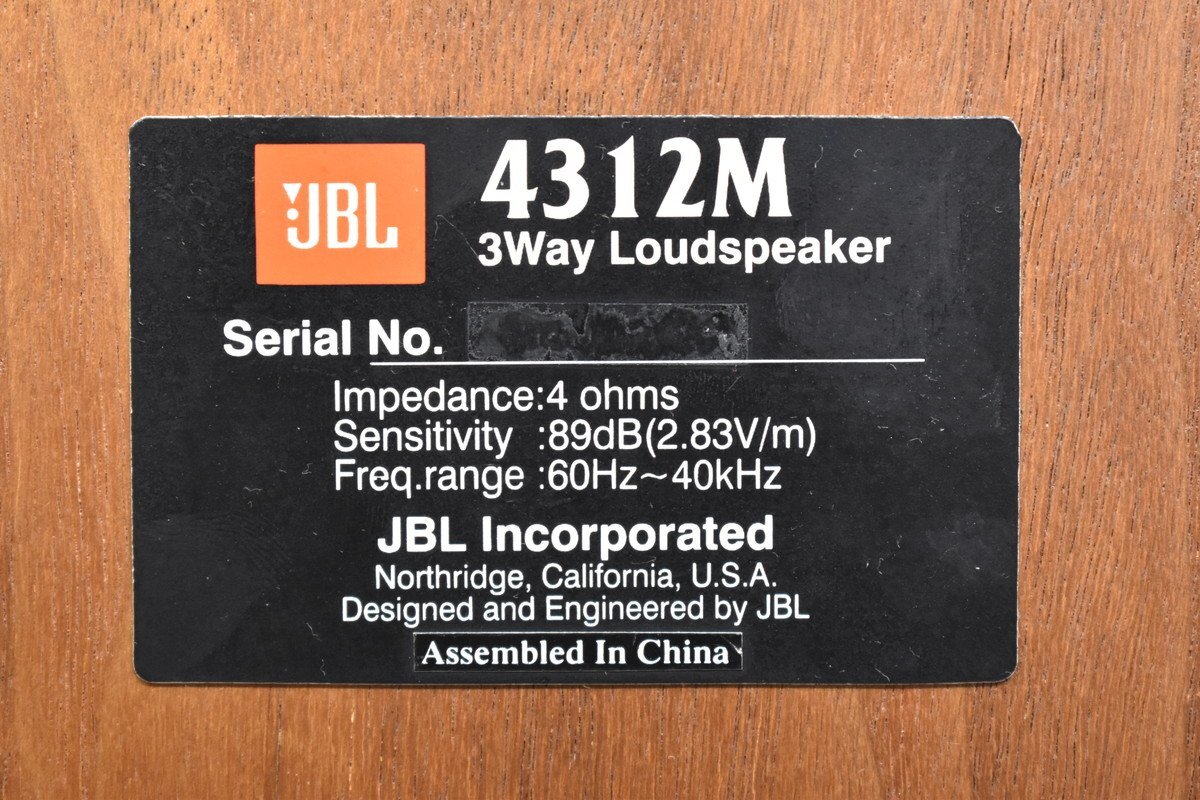 JBL
4312M
3Way Loudspeaker
Serial No.
Impedance:4 ohms
Sensitivity :89dB(2.83V/m)
Freq.range :60Hz~40kHz
JBL Incorporated
Northridge, California, U.S.A.
Designed and Engineered by JBL
Assembled In China